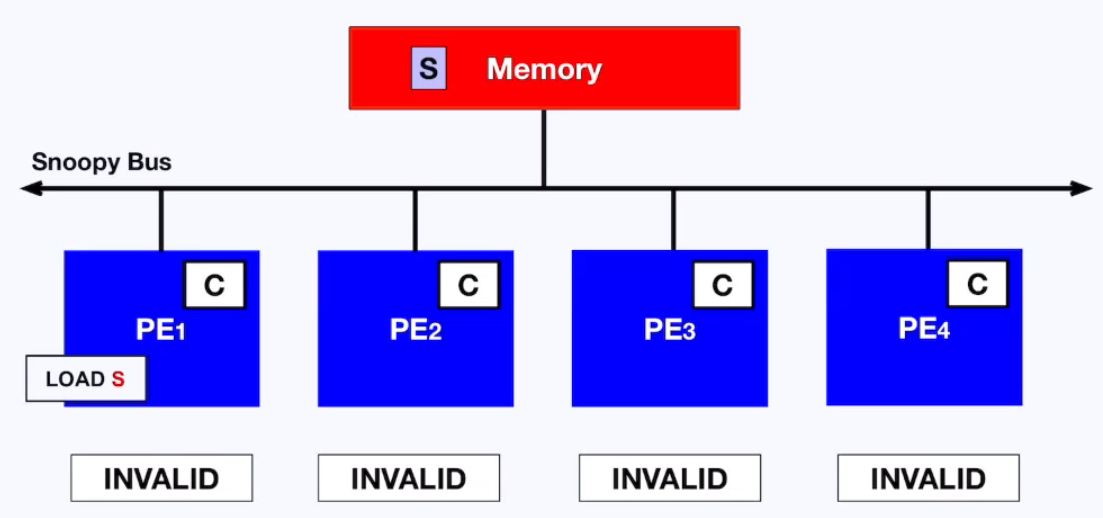 S Memory
Snoopy Bus
C C C C
PE1 PE2 PE3 PE4
LOAD S
INVALID INVALID INVALID INVALID